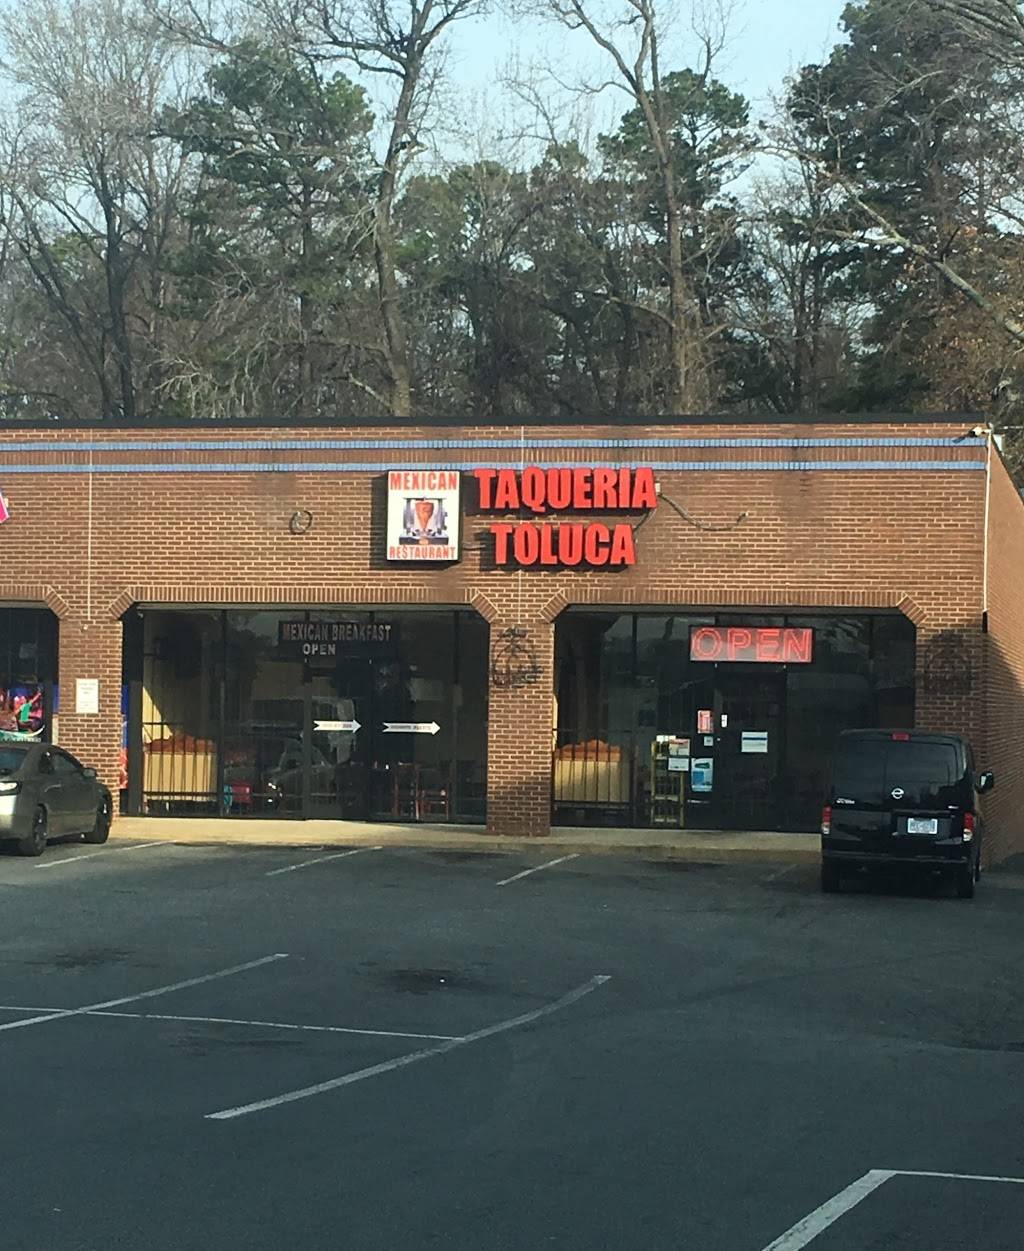 MEXICAN
RESTAURANT
TAQUERIA
TOLUCA
MEXICAN BREAKFAST
OPEN
OPEN